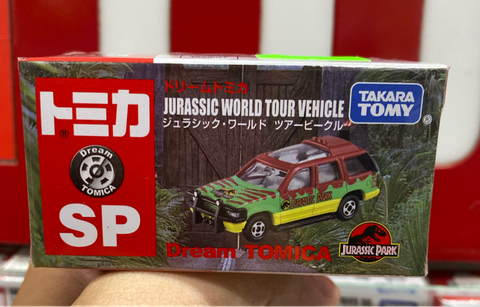 トミカ
Dream
TOMICA
SP
ドリームトミカ
JURASSIC WORLD TOUR VEHICLE
ジュラシック・ワールド ツアービークル
TAKARA
TOMY
JURASSIC PARK
Dream TOMICA
JURASSIC PARK